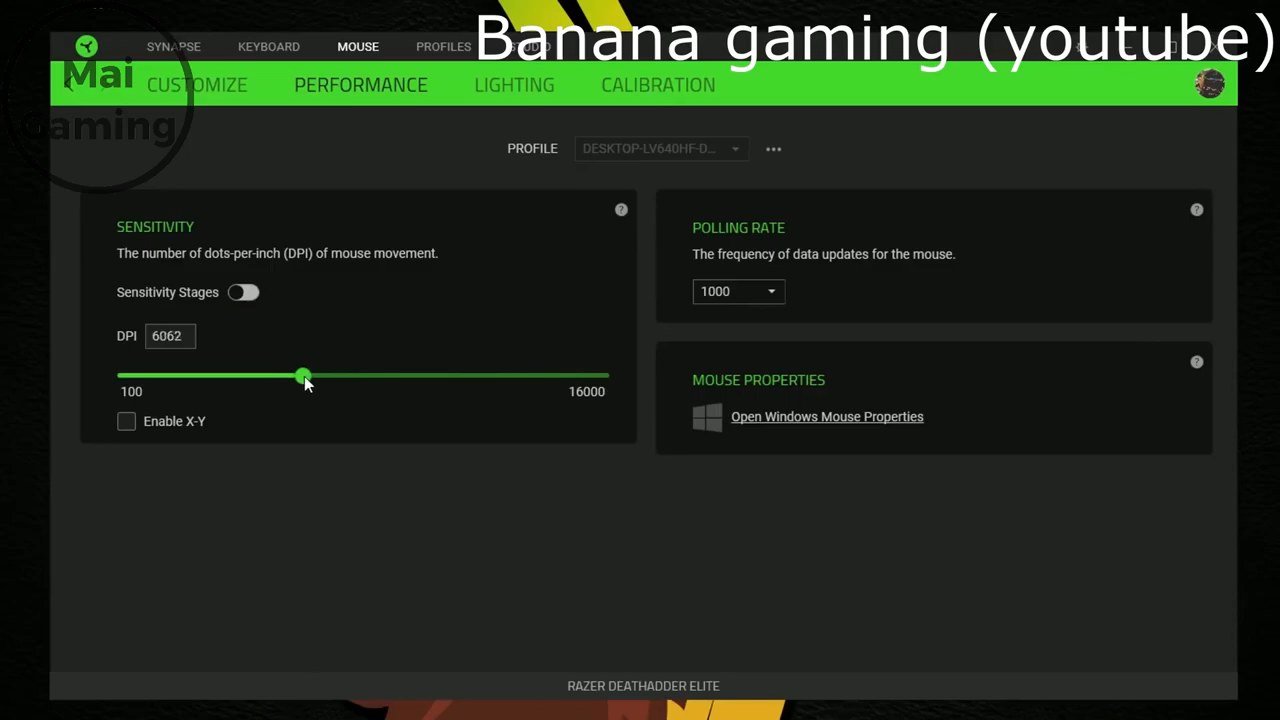 Banana gaming (youtube)
SYNAPSE KEYBOARD MOUSE PROFILES
Mai Gaming
CUSTOMIZE PERFORMANCE LIGHTING CALIBRATION
PROFILE DESKTOP-LV640HF-D...
SENSITIVITY
The number of dots-per-inch (DPI) of mouse movement.
Sensitivity Stages
DPI 6062
100 16000
Enable X-Y
POLLING RATE
The frequency of data updates for the mouse.
1000
MOUSE PROPERTIES
Open Windows Mouse Properties
RAZER DEATHADDER ELITE